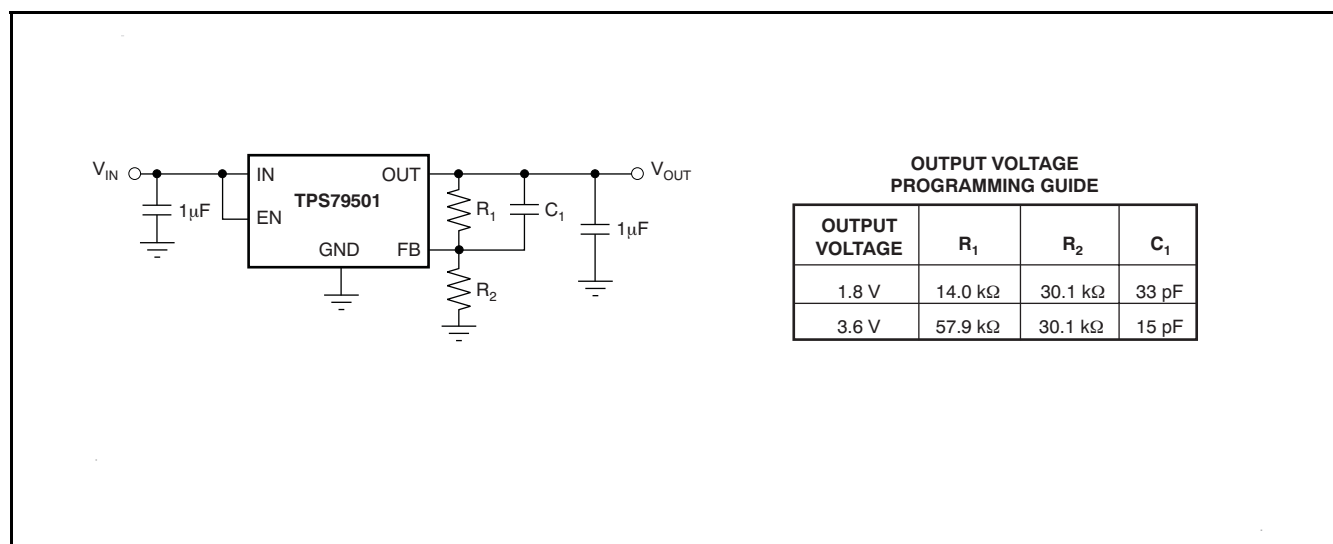 V_IN
IN
OUT
V_OUT
TPS79501
1μF
EN
R_1
C_1
1μF
GND
FB
R_2
OUTPUT VOLTAGE
PROGRAMMING GUIDE
OUTPUT
VOLTAGE R_1 R_2 C_1
1.8 V 14.0 kΩ 30.1 kΩ 33 pF
3.6 V 57.9 kΩ 30.1 kΩ 15 pF